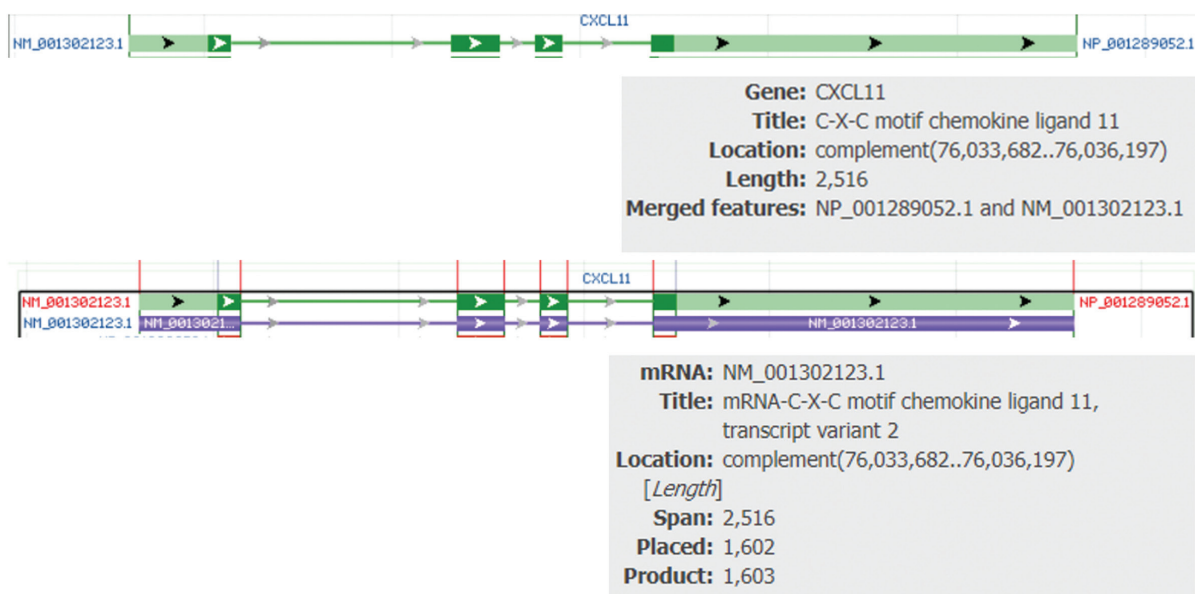 CXCL11
NM_001302123.1 NP_001289052.1
Gene: CXCL11
Title: C-X-C motif chemokine ligand 11
Location: complement(76,033,682..76,036,197)
Length: 2,516
Merged features: NP_001289052.1 and NM_001302123.1
CXCL11
NM_001302123.1 NP_001289052.1
NM_001302123.1 NM_0013021... NM_001302123.1
mRNA: NM_001302123.1
Title: mRNA-C-X-C motif chemokine ligand 11,
transcript variant 2
Location: complement(76,033,682..76,036,197)
[Length]
Span: 2,516
Placed: 1,602
Product: 1,603